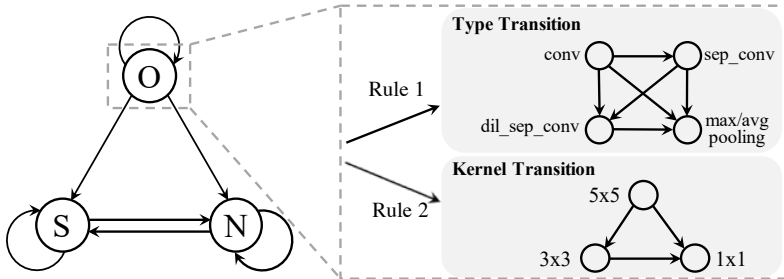 O
S
N
Rule 1
Rule 2
Type Transition
conv
sep_conv
dil_sep_conv
max/avg
pooling
Kernel Transition
5x5
3x3
1x1